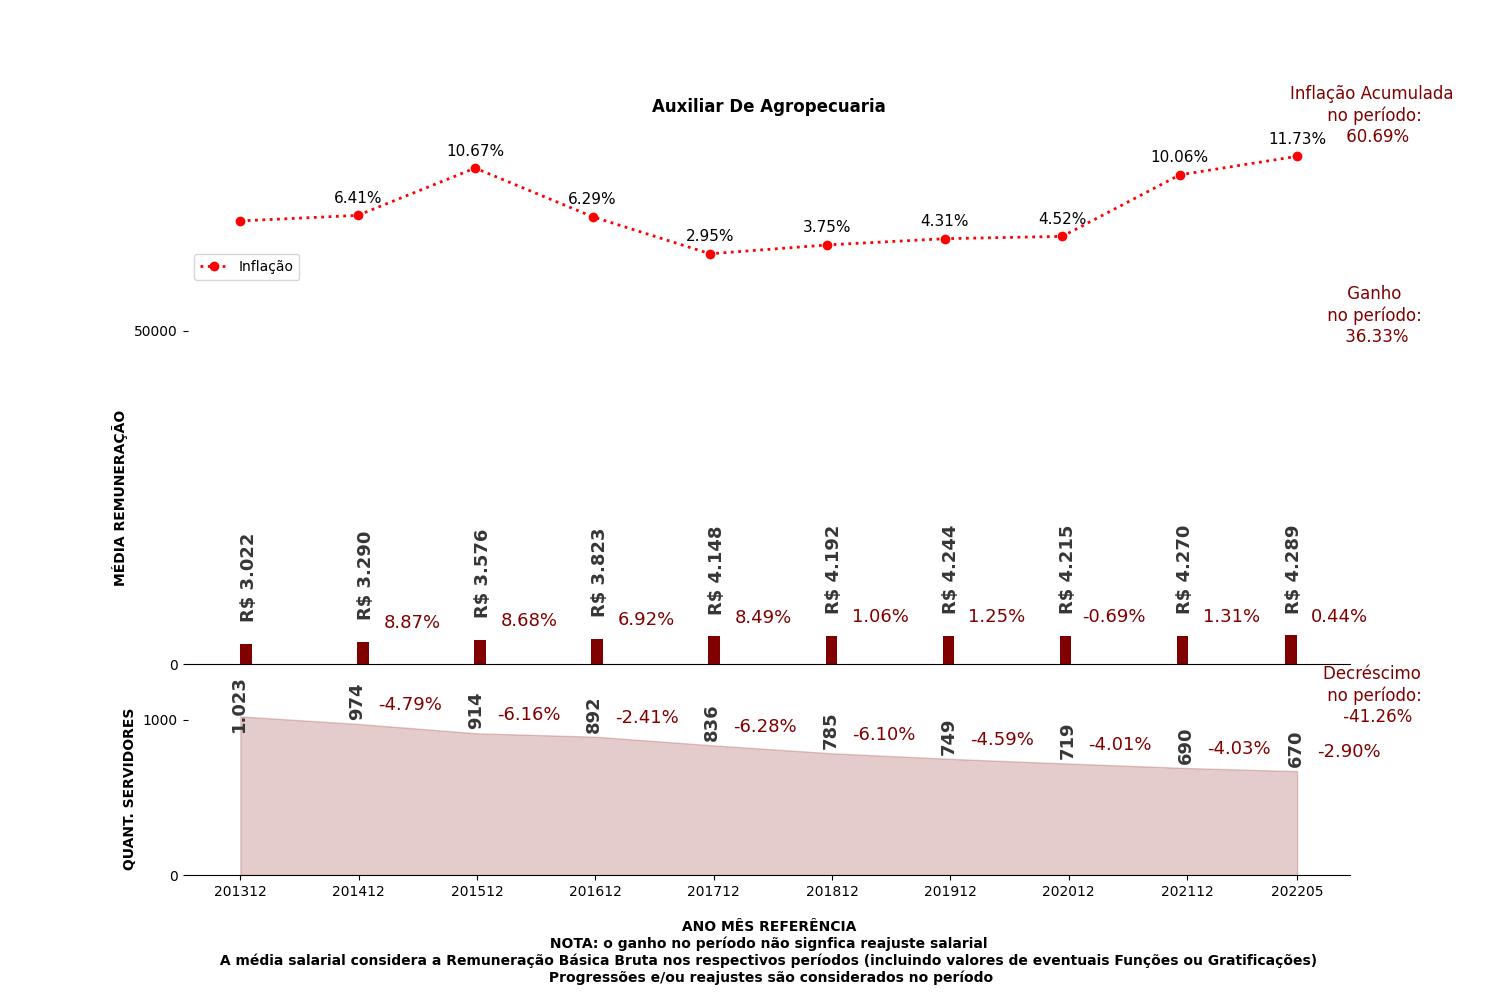 Auxiliar De Agropecuaria
Inflação Acumulada
no período:
60.69%
6.41%
10.67%
6.29%
2.95%
3.75%
4.31%
4.52%
10.06%
11.73%
Inflação
Ganho
no período:
36.33%
50000
0
MÉDIA REMUNERAÇÃO
R$ 3.022
R$ 3.290
R$ 3.576
R$ 3.823
R$ 4.148
R$ 4.192
R$ 4.244
R$ 4.215
R$ 4.270
R$ 4.289
8.87%
8.68%
6.92%
8.49%
1.06%
1.25%
-0.69%
1.31%
0.44%
Decréscimo
no período:
-41.26%
1000
0
QUANT. SERVIDORES
1.023
974
914
892
836
785
749
719
690
670
-4.79%
-6.16%
-2.41%
-6.28%
-6.10%
-4.59%
-4.01%
-4.03%
-2.90%
201312
201412
201512
201612
201712
201812
201912
202012
202112
202205
ANO MÊS REFERÊNCIA
NOTA: o ganho no período não signfica reajuste salarial
A média salarial considera a Remuneração Básica Bruta nos respectivos períodos (incluindo valores de eventuais Funções ou Gratificações)
Progressões e/ou reajustes são considerados no período